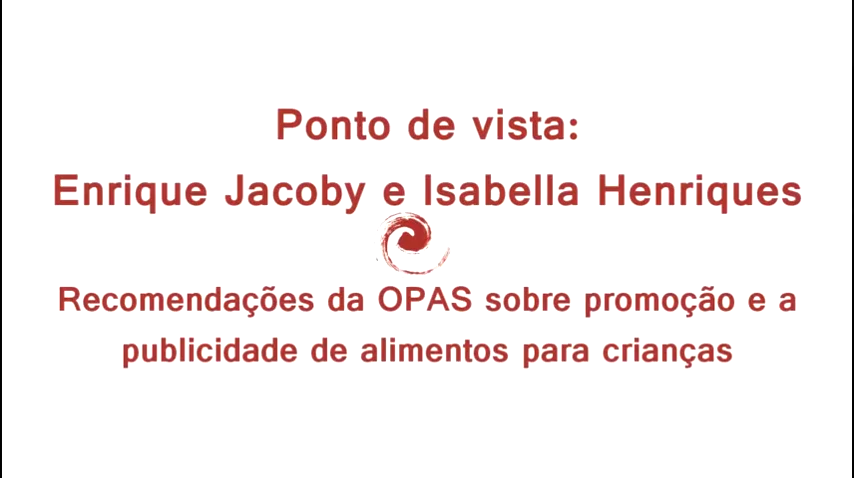 Ponto de vista:
Enrique Jacoby e Isabella Henriques
Recomendações da OPAS sobre promoção e a
publicidade de alimentos para crianças